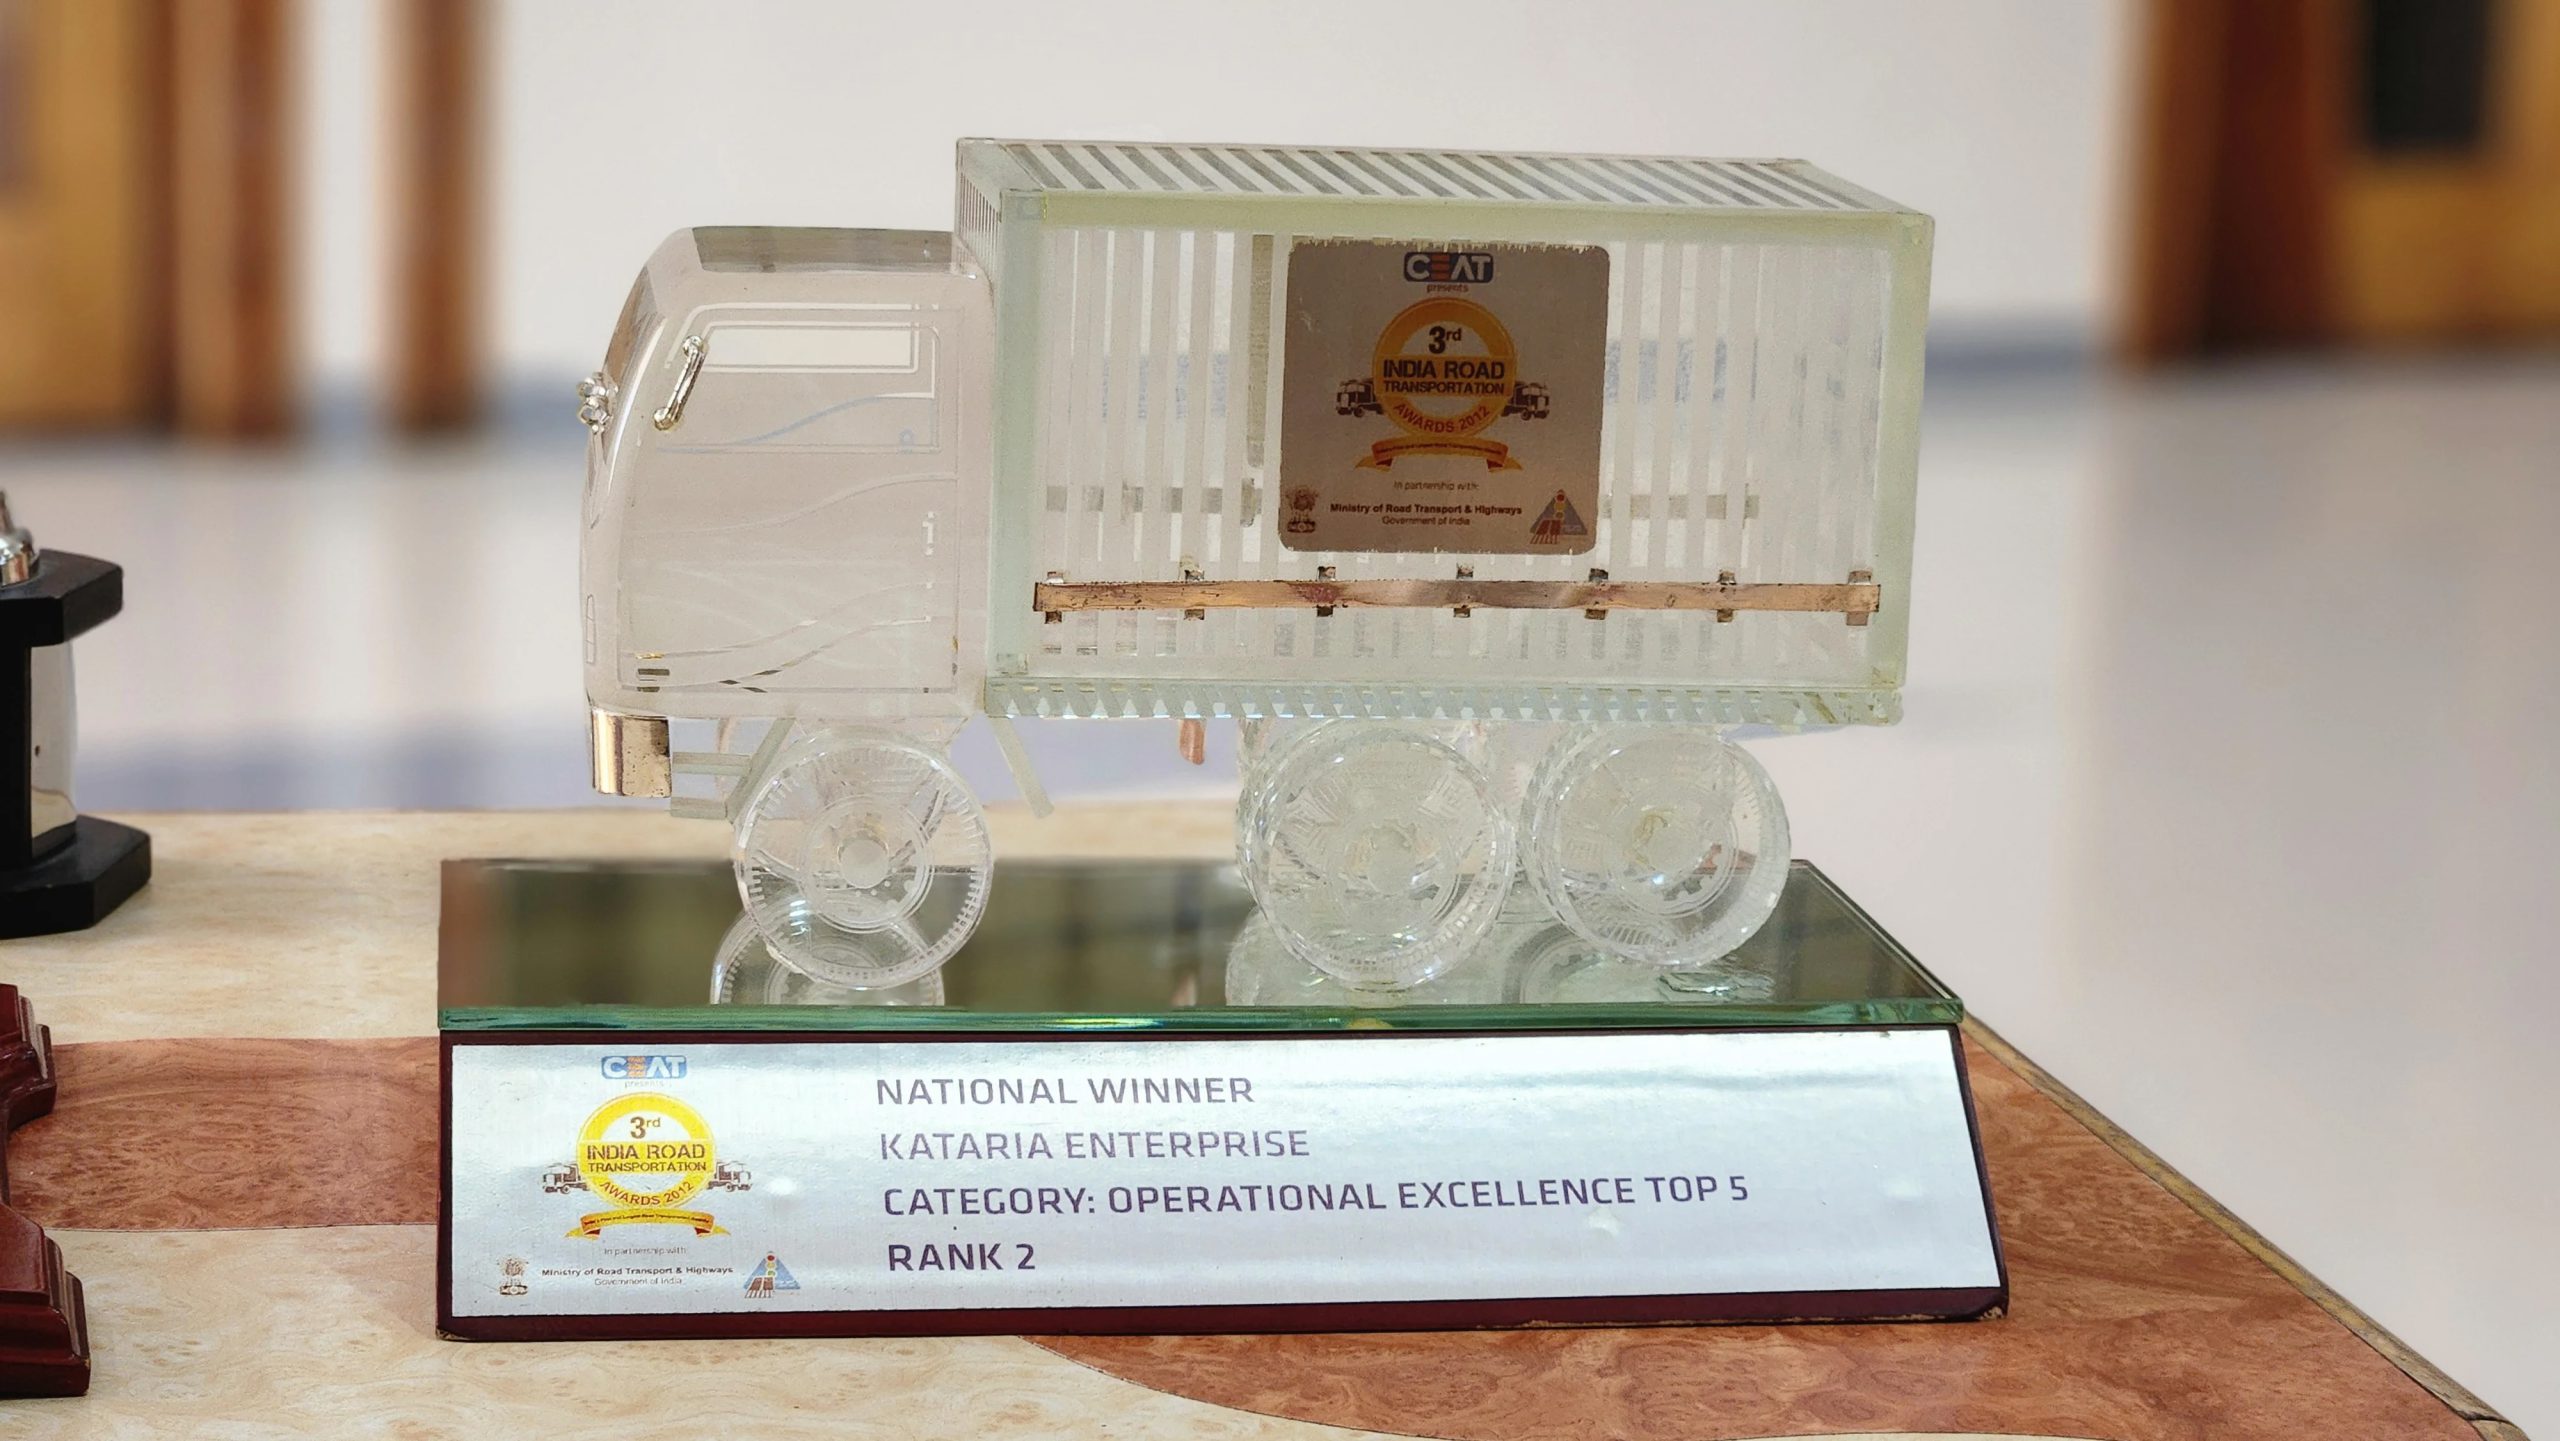 CEAT
presents
3rd
INDIA ROAD
TRANSPORTATION
AWARDS 2012
In partnership with:
Ministry of Road Transport & Highways
Government of India
CEAT
presents
3rd
INDIA ROAD
TRANSPORTATION
AWARDS 2012
In partnership with:
Ministry of Road Transport & Highways
Government of India
NATIONAL WINNER
KATARIA ENTERPRISE
CATEGORY: OPERATIONAL EXCELLENCE TOP 5
RANK 2